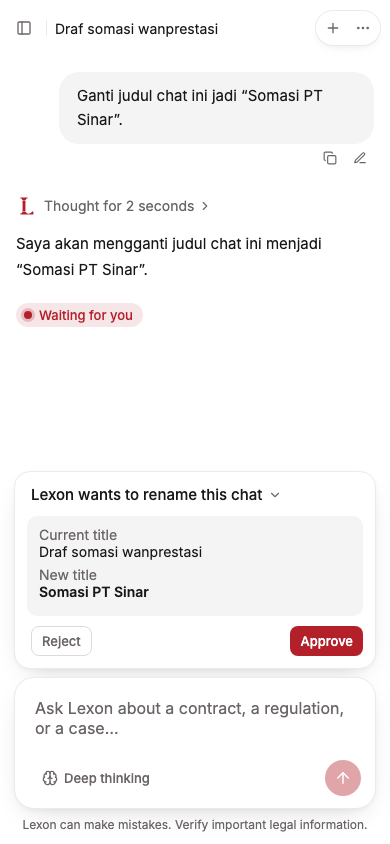 Draf somasi wanprestasi
Ganti judul chat ini jadi “Somasi PT
Sinar”.
L
Thought for 2 seconds
Saya akan mengganti judul chat ini menjadi
“Somasi PT Sinar”.
Waiting for you
Lexon wants to rename this chat
Current title
Draf somasi wanprestasi
New title
Somasi PT Sinar
Reject
Approve
Ask Lexon about a contract, a regulation,
or a case...
Deep thinking
Lexon can make mistakes. Verify important legal information.